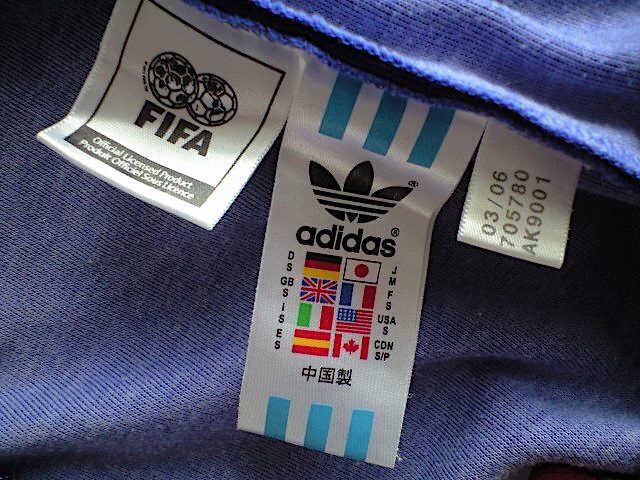 FIFA
Official Licensed Product
Produit Officiel Sous Licence
adidas®
D J
S M
GB F
S S
I USA
S S
E CDN
S S/P
中国製
03/06
705780
AK9001